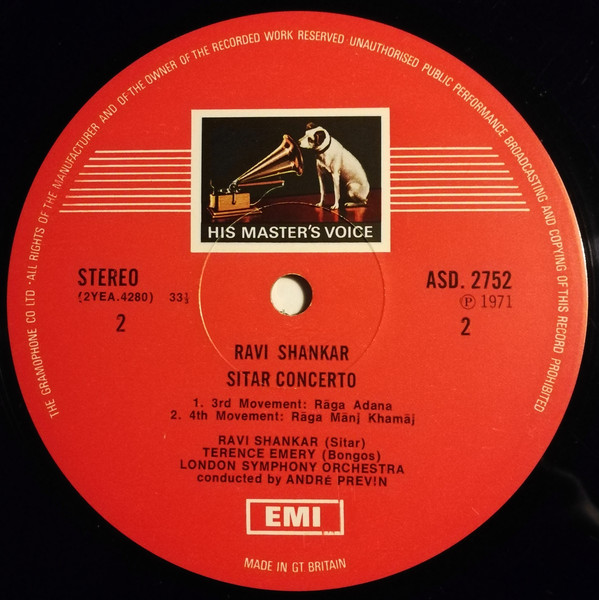 THE GRAMOPHONE CO LTD · ALL RIGHTS OF THE MANUFACTURER AND OF THE OWNER OF THE RECORDED WORK RESERVED · UNAUTHORISED PUBLIC PERFORMANCE BROADCASTING AND COPYING OF THIS RECORD PROHIBITED
HIS MASTER'S VOICE
STEREO
(2YEA.4280) 33⅓
2
ASD. 2752
Ⓟ 1971
2
RAVI SHANKAR
SITAR CONCERTO
1. 3rd Movement: Rāga Adana
2. 4th Movement: Rāga Mānj Khamāj
RAVI SHANKAR (Sitar)
TERENCE EMERY (Bongos)
LONDON SYMPHONY ORCHESTRA
conducted by ANDRÉ PREVIN
EMI
MADE IN GT BRITAIN